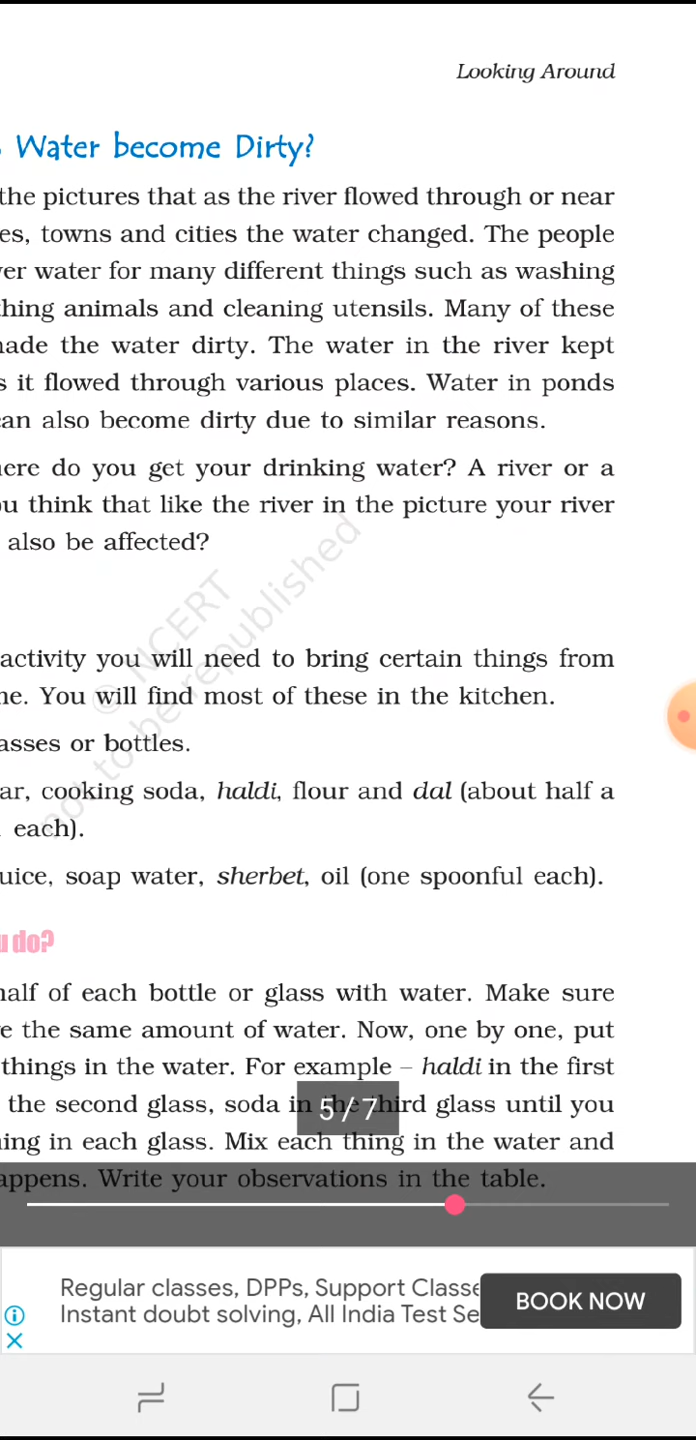 Looking Around
Water become Dirty?
the pictures that as the river flowed through or near
es, towns and cities the water changed. The people
er water for many different things such as washing
hing animals and cleaning utensils. Many of these
ade the water dirty. The water in the river kept
s it flowed through various places. Water in ponds
an also become dirty due to similar reasons.
ere do you get your drinking water? A river or a
u think that like the river in the picture your river
also be affected?
© NCERT
not to be republished
activity you will need to bring certain things from
ne. You will find most of these in the kitchen.
asses or bottles.
ar, cooking soda, haldi, flour and dal (about half a
each).
uice, soap water, sherbet, oil (one spoonful each).
u do?
half of each bottle or glass with water. Make sure
e the same amount of water. Now, one by one, put
things in the water. For example – haldi in the first
the second glass, soda in the third glass until you
5 / 7
ing in each glass. Mix each thing in the water and
appens. Write your observations in the table.
Regular classes, DPPs, Support Classe
Instant doubt solving, All India Test Se
BOOK NOW